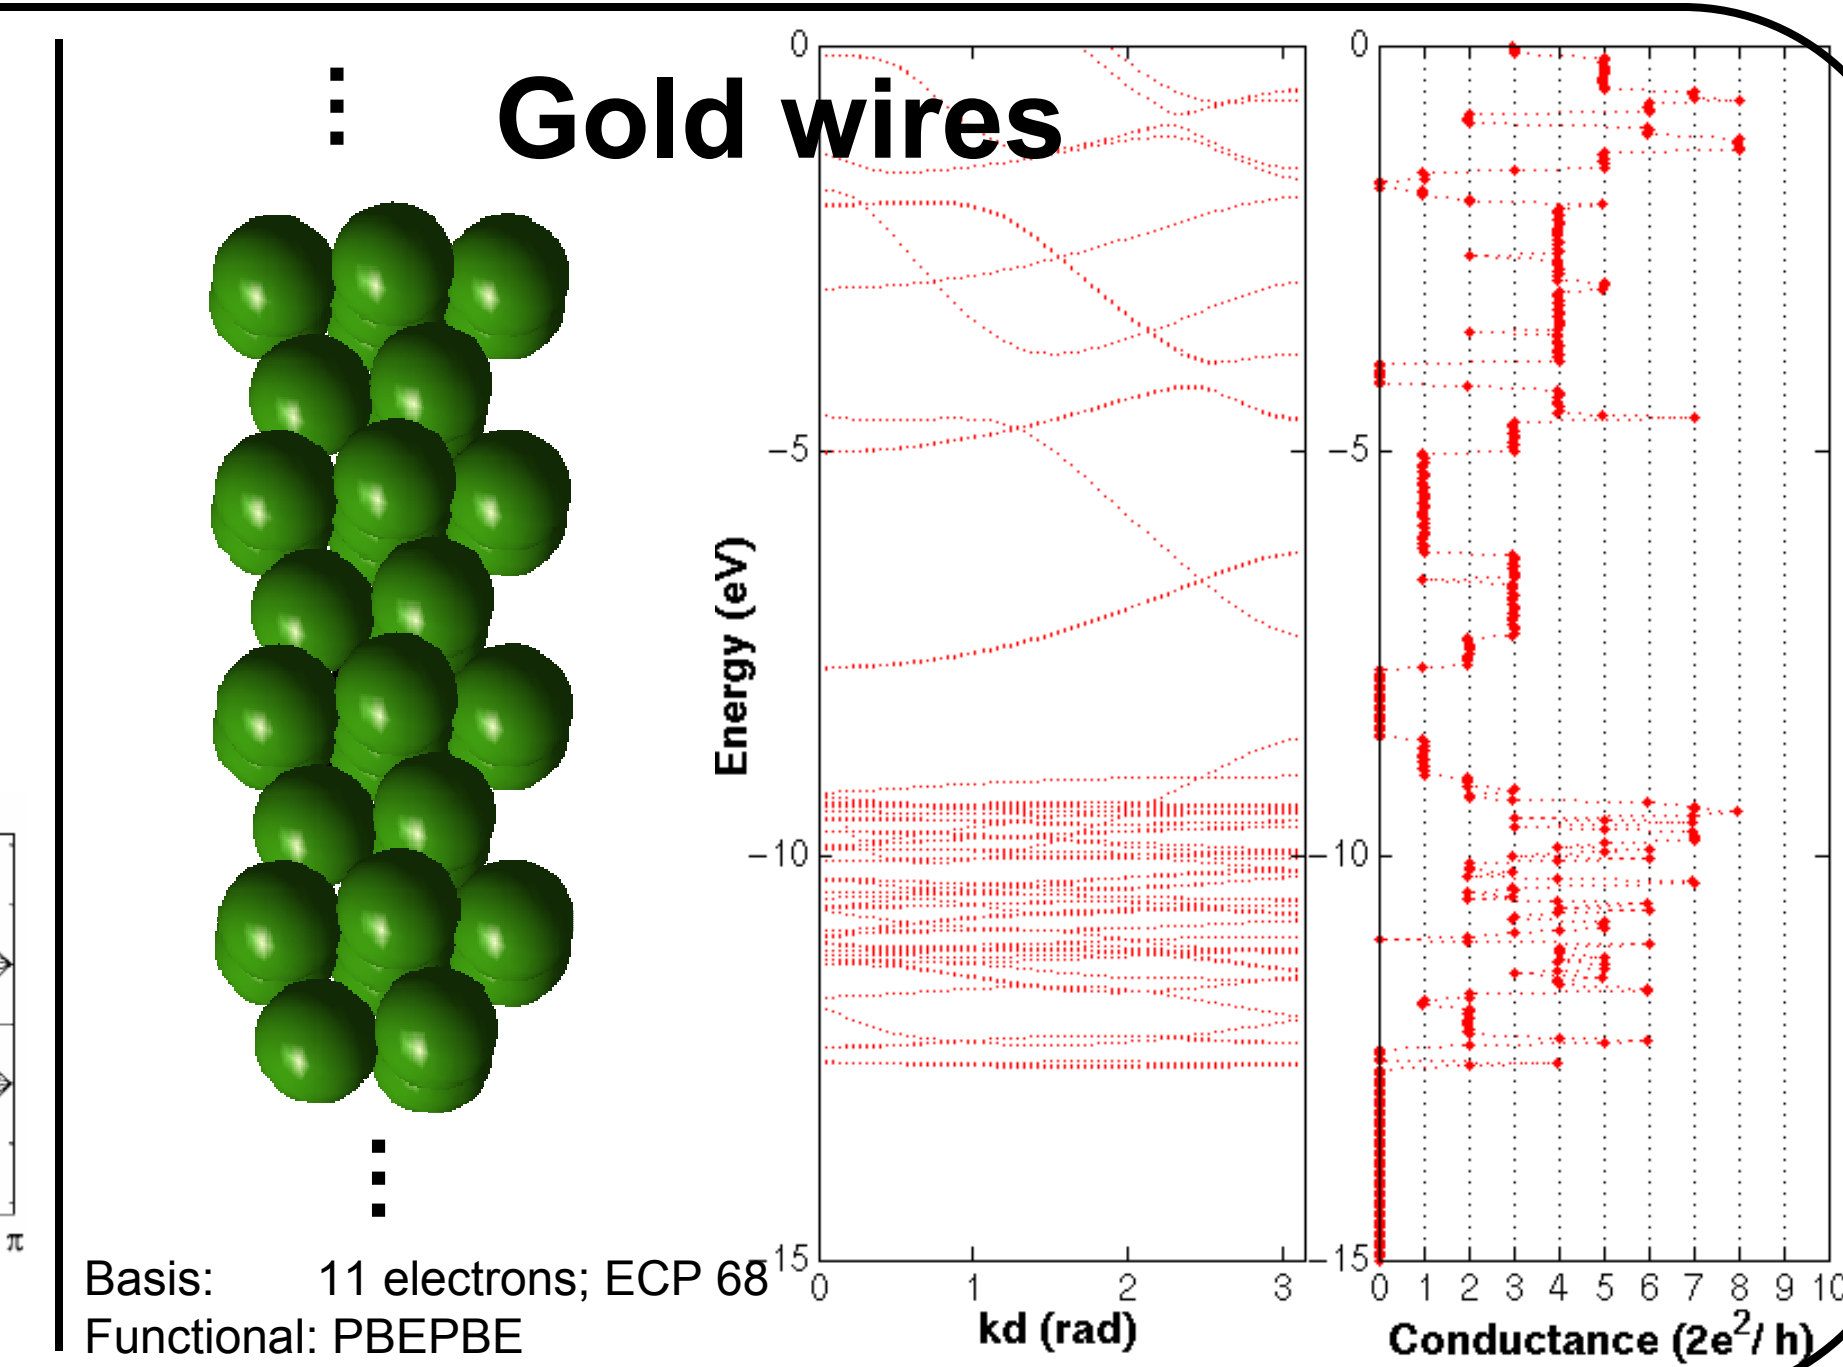 Gold wires
0
−5
−10
−15
Energy (eV)
0 1 2 3
kd (rad)
0
−5
−10
−15
0 1 2 3 4 5 6 7 8 9 10
Conductance (2e²/ h)
π
Basis: 11 electrons; ECP 68
Functional: PBEPBE